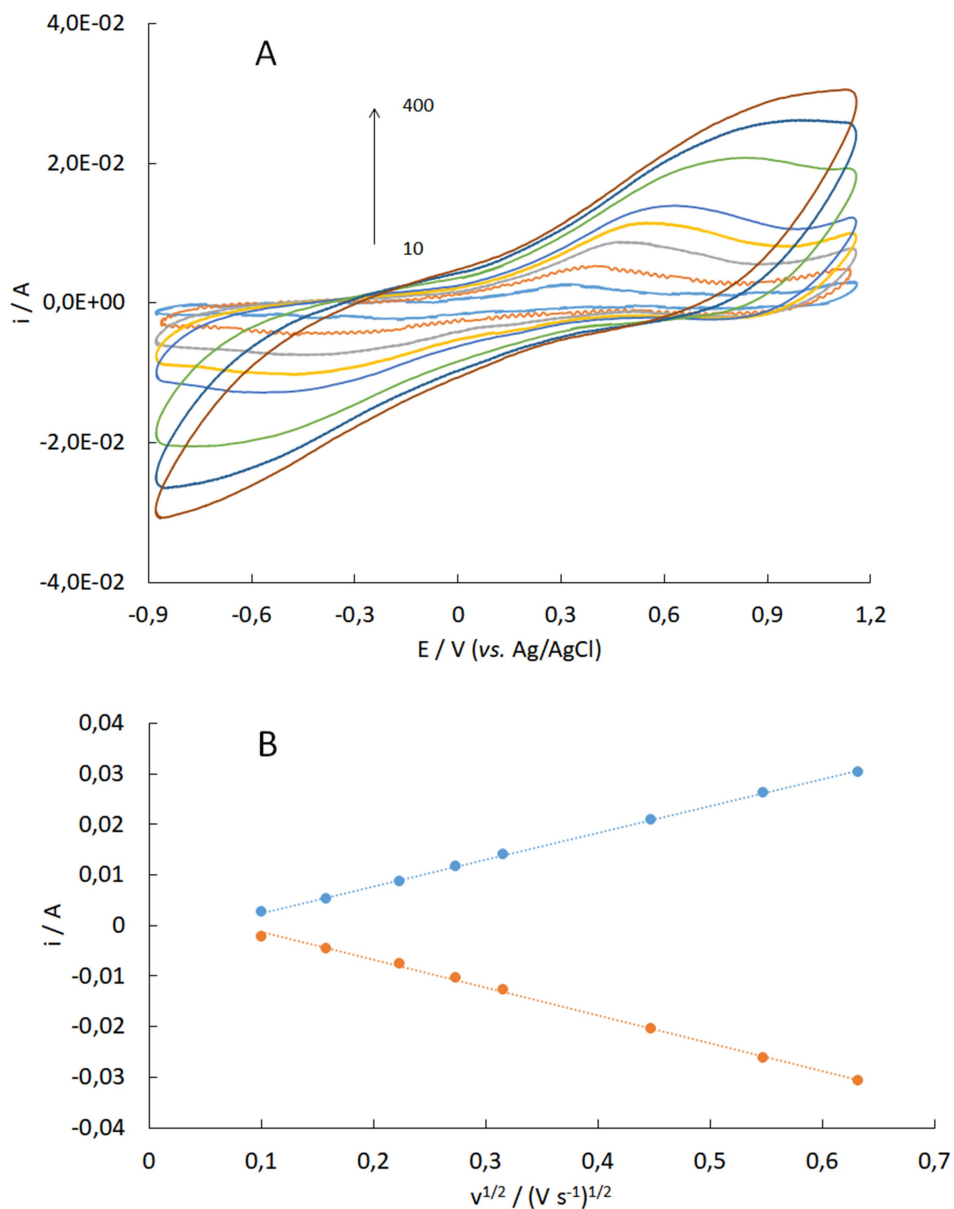 4,0E-02
A
400
2,0E-02
10
i / A
0,0E+00
-2,0E-02
-4,0E-02
-0,9 -0,6 -0,3 0 0,3 0,6 0,9 1,2
E / V (vs. Ag/AgCl)
0,04
B
0,03
0,02
0,01
i / A
0
-0,01
-0,02
-0,03
-0,04
0 0,1 0,2 0,3 0,4 0,5 0,6 0,7
v¹/² / (V s⁻¹)¹/²